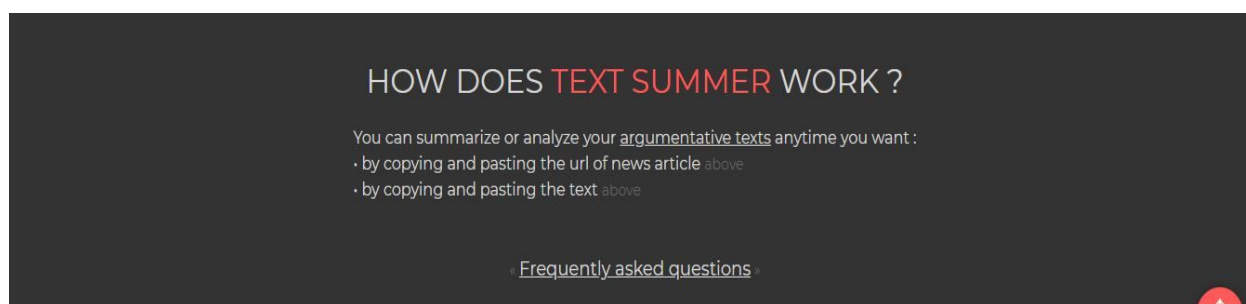 HOW DOES TEXT SUMMER WORK ?
You can summarize or analyze your argumentative texts anytime you want :
• by copying and pasting the url of news article above
• by copying and pasting the text above
« Frequently asked questions »